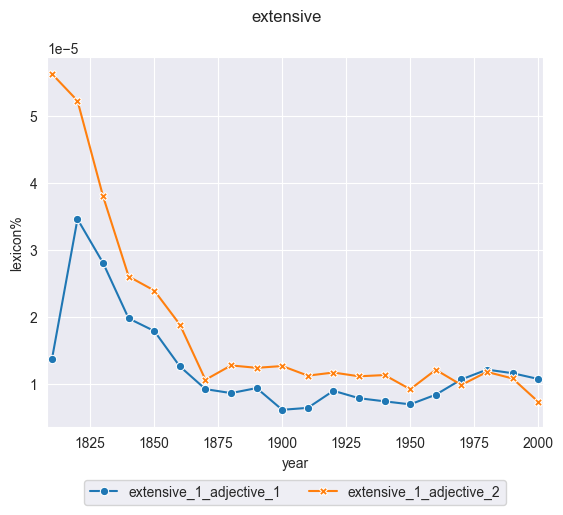 extensive
1e−5
5
4
3
2
1
lexicon%
1825 1850 1875 1900 1925 1950 1975 2000
year
extensive_1_adjective_1 extensive_1_adjective_2